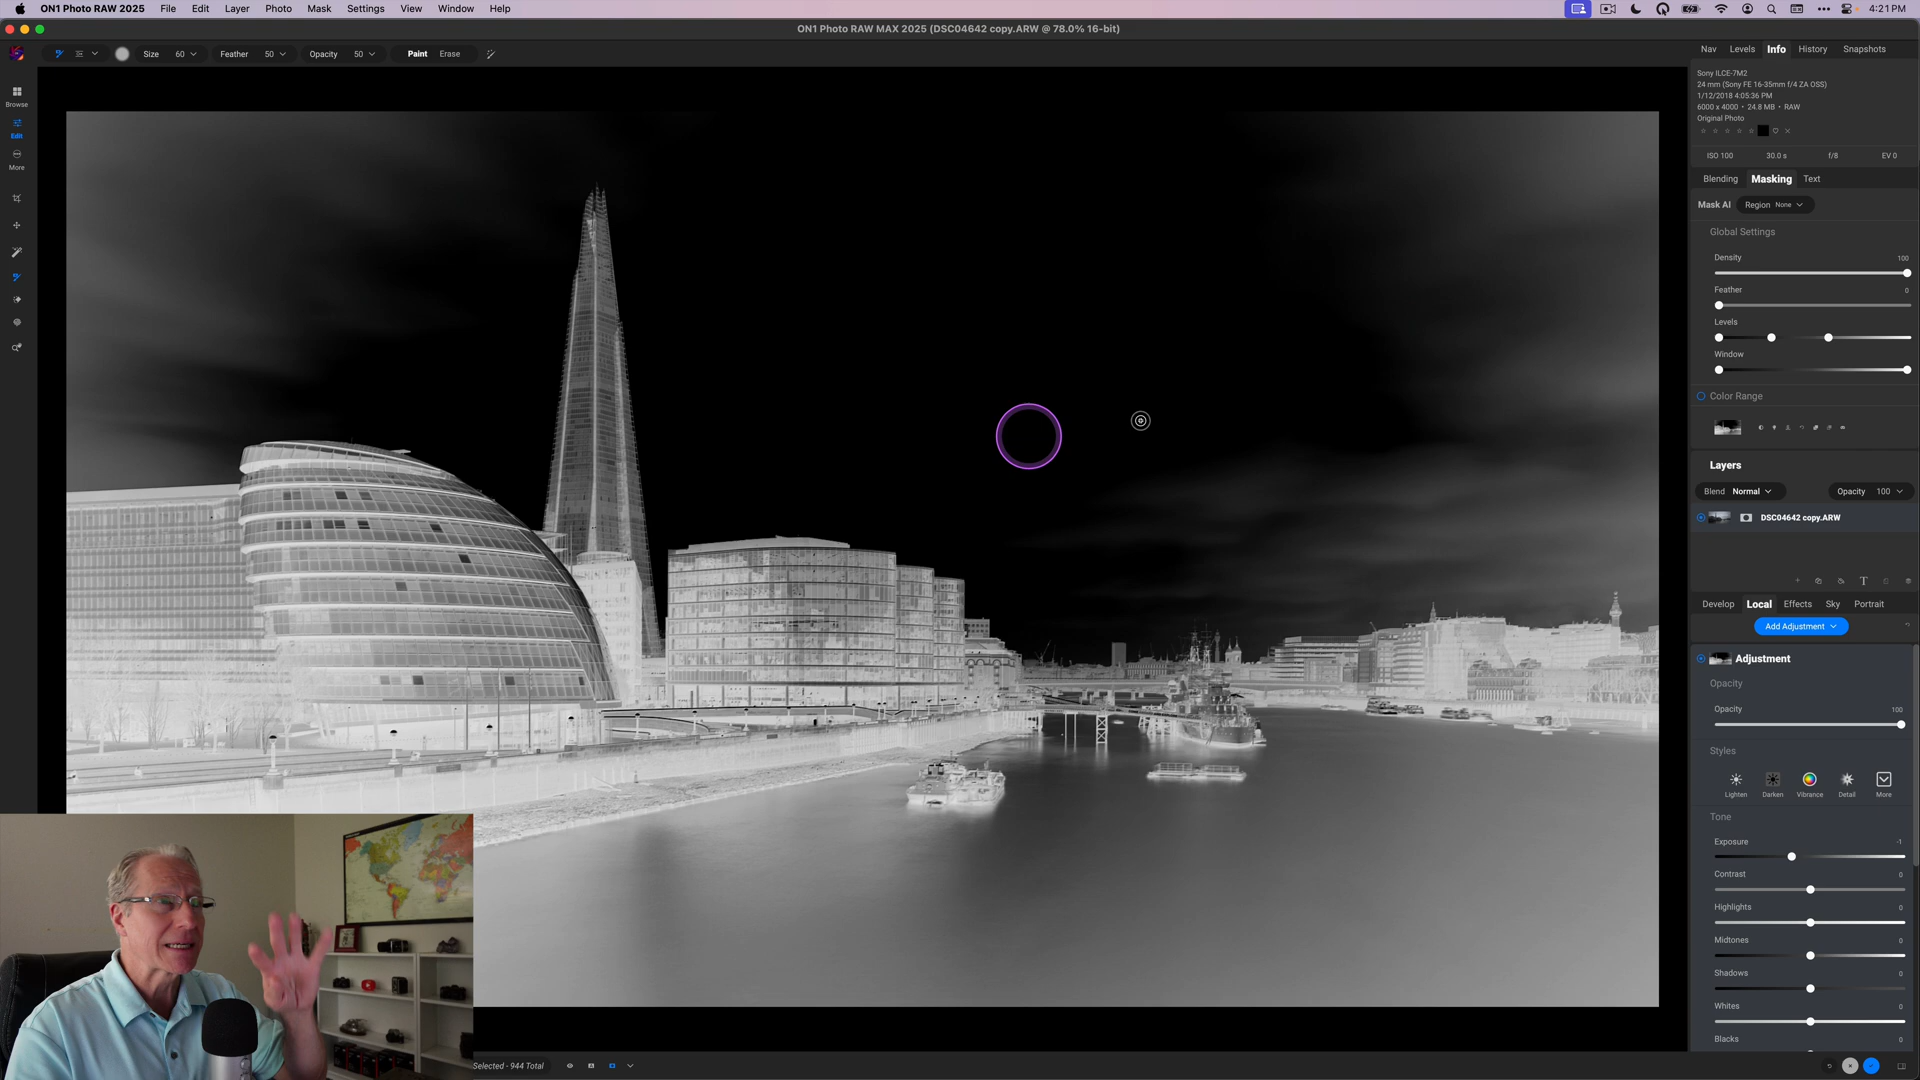 ON1 Photo RAW 2025 File Edit Layer Photo Mask Settings View Window Help 4:21 PM
ON1 Photo RAW MAX 2025 (DSC04642 copy.ARW @ 78.0% 16-bit)
Size 60 Feather 50 Opacity 50 Paint Erase
Nav Levels Info History Snapshots
Browse
Edit
More
Sony ILCE-7M2
24 mm (Sony FE 16-35mm f/4 ZA OSS)
1/12/2018 4:05:36 PM
6000 x 4000 • 24.8 MB • RAW
Original Photo
ISO 100 30.0 s f/8 EV 0
Blending Masking Text
Mask AI Region None
Global Settings
Density 100
Feather 0
Levels
Window
Color Range
Layers
Blend Normal Opacity 100
DSC04642 copy.ARW
Develop Local Effects Sky Portrait
Add Adjustment
Adjustment
Opacity
Opacity 100
Styles
Lighten Darken Vibrance Detail More
Tone
Exposure -1
Contrast 0
Highlights 0
Midtones 0
Shadows 0
Whites 0
Blacks
Selected - 944 Total